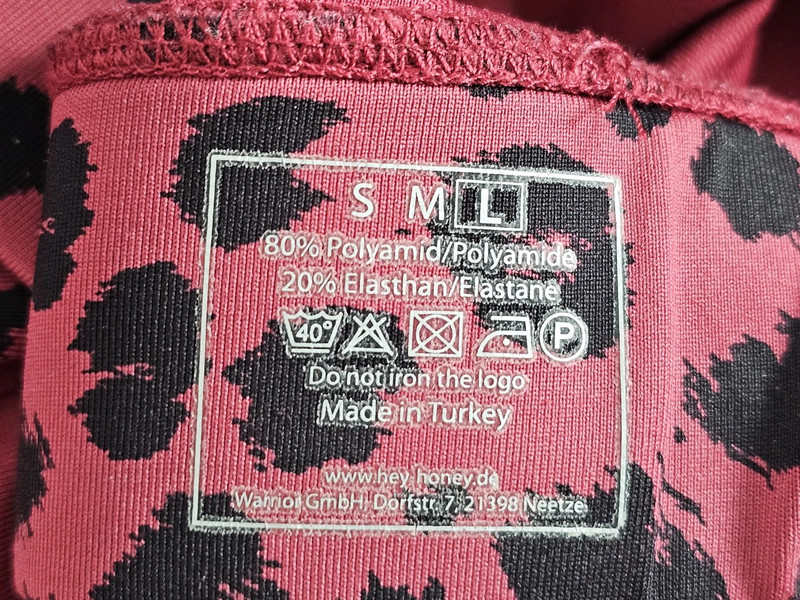 S M L
80% Polyamid/Polyamide
20% Elasthan/Elastane
40° P
Do not iron the logo
Made in Turkey
www.hey-honey.de
Warrior GmbH, Dorfstr. 7, 21398 Neetze